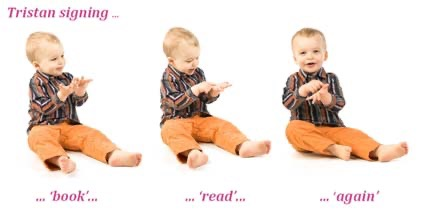 Tristan signing ...
... ‘book’...
... ‘read’...
... ‘again’